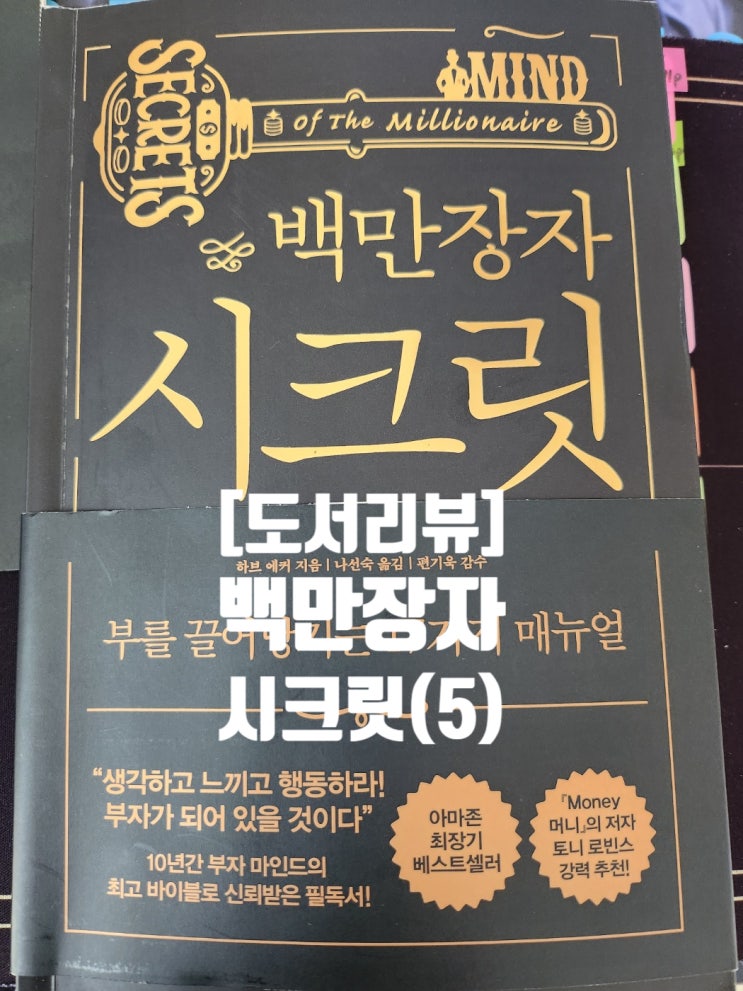 SECRETS
MIND
Of The Millionaire
$
백만장자
시크릿
[도서리뷰]
하브 에커 지음 | 나선숙 옮김 | 편기욱 감수
백만장자
부를 매뉴얼
시크릿(5)
“생각하고 느끼고 행동하라!
부자가 되어 있을 것이다”
10년간 부자 마인드의
최고 바이블로 신뢰받은 필독서!
아마존
최장기
베스트셀러
『Money
머니』의 저자
토니 로빈스
강력 추천!